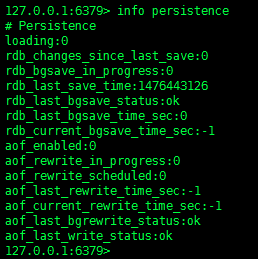 127.0.0.1:6379> info persistence
# Persistence
loading:0
rdb_changes_since_last_save:0
rdb_bgsave_in_progress:0
rdb_last_save_time:1476443126
rdb_last_bgsave_status:ok
rdb_last_bgsave_time_sec:0
rdb_current_bgsave_time_sec:-1
aof_enabled:0
aof_rewrite_in_progress:0
aof_rewrite_scheduled:0
aof_last_rewrite_time_sec:-1
aof_current_rewrite_time_sec:-1
aof_last_bgrewrite_status:ok
aof_last_write_status:ok
127.0.0.1:6379>